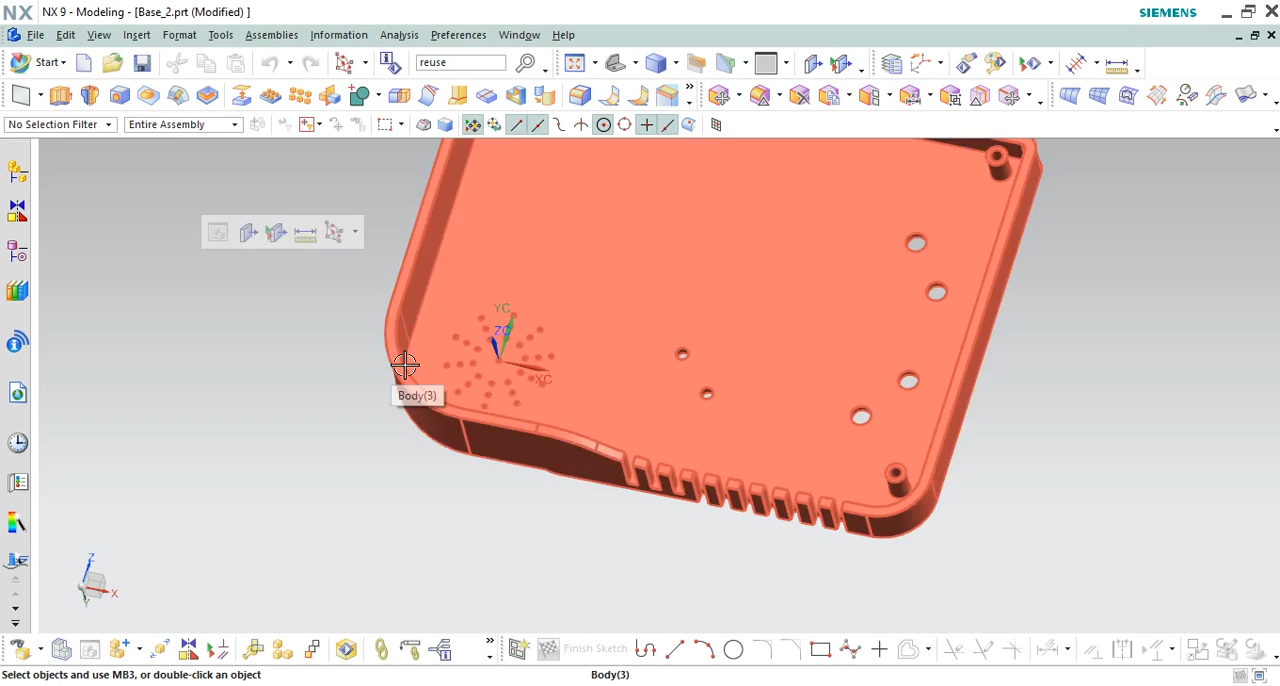 NX NX 9 - Modeling - [Base_2.prt (Modified) ] SIEMENS
File Edit View Insert Format Tools Assemblies Information Analysis Preferences Window Help
Start reuse
No Selection Filter Entire Assembly
YC
ZC
XC
Body(3)
Z
X
Y
Finish Sketch
Select objects and use MB3, or double-click an object Body(3)